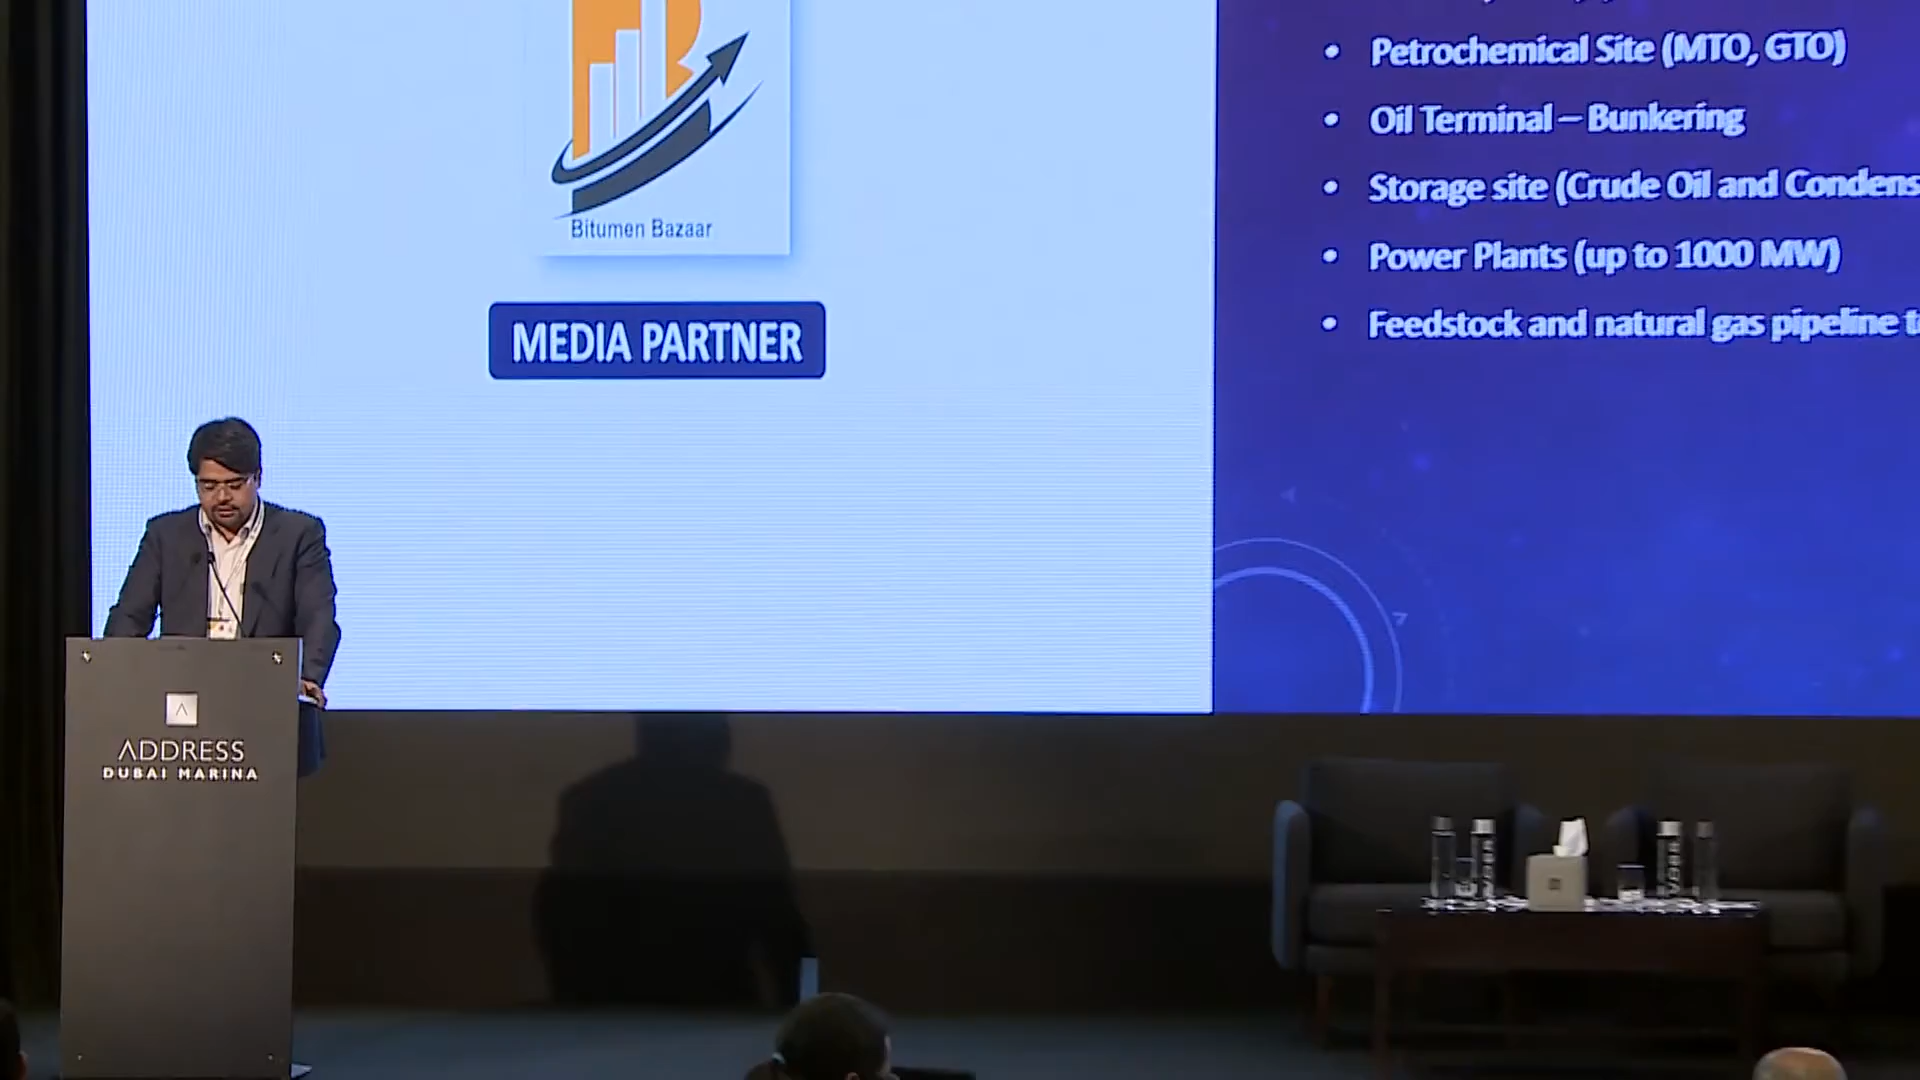 Bitumen Bazaar
MEDIA PARTNER
• Petrochemical Site (MTO, GTO)
• Oil Terminal – Bunkering
• Storage site (Crude Oil and Condens
• Power Plants (up to 1000 MW)
• Feedstock and natural gas pipeline t
ADDRESS
DUBAI MARINA